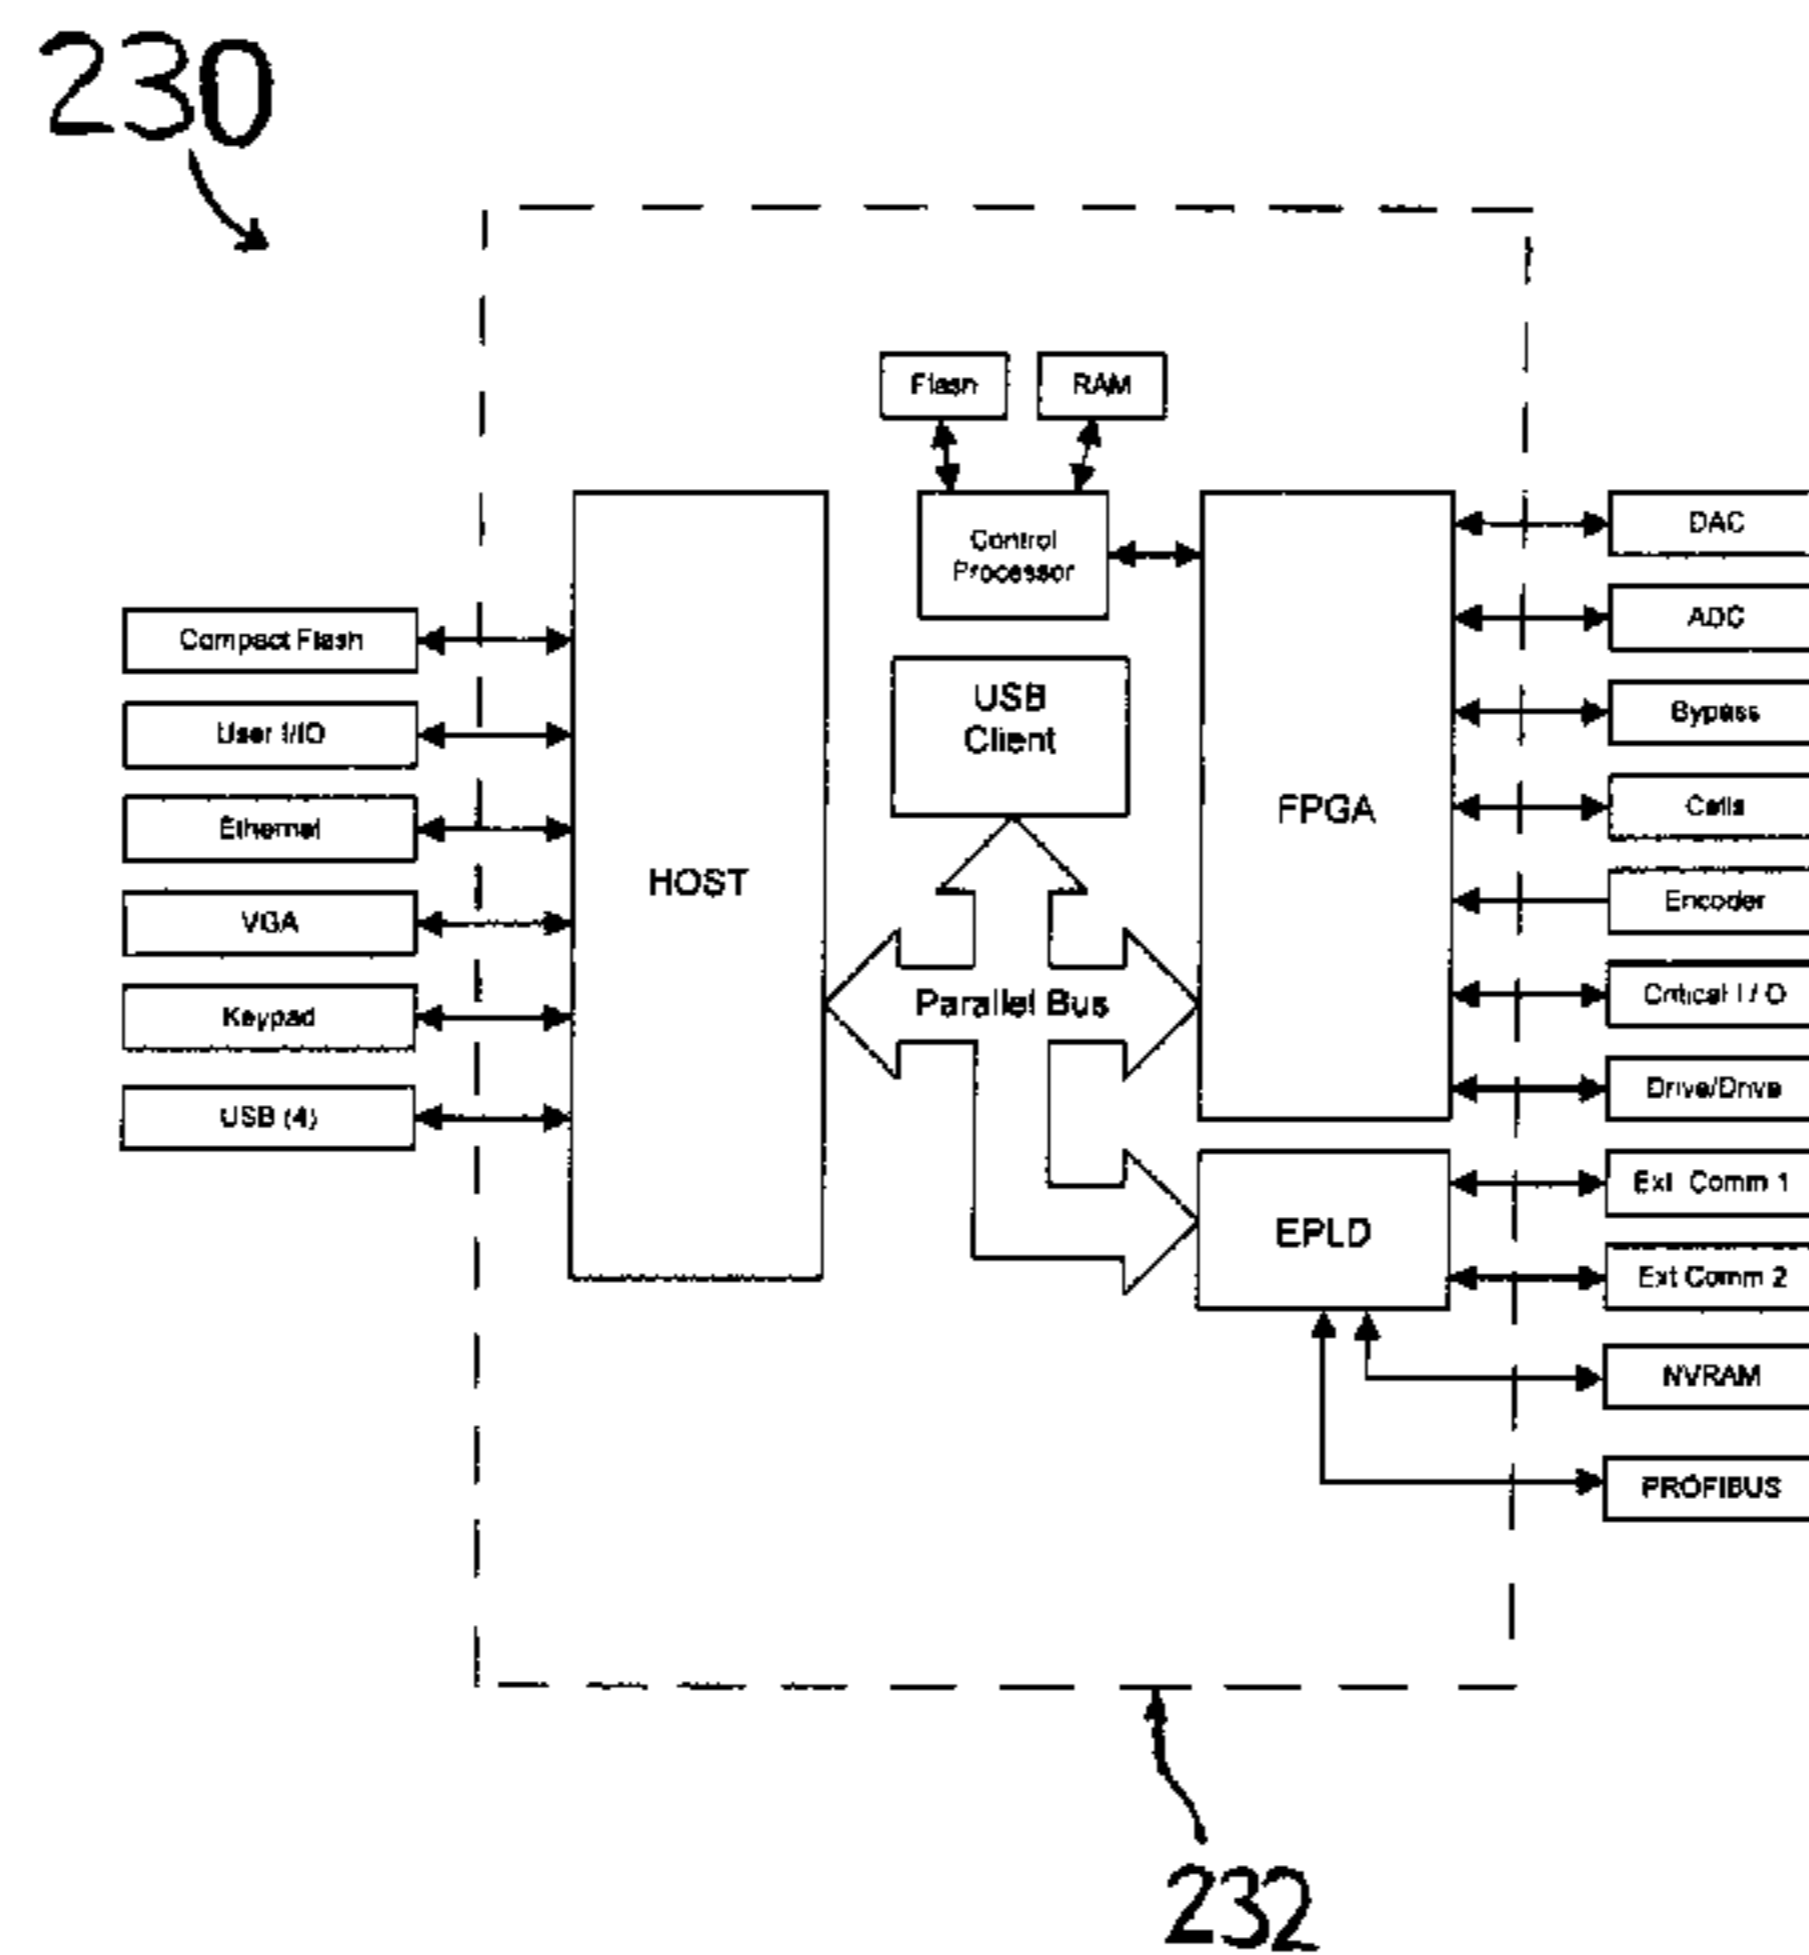 230
Flash
RAM
Control
Processor
DAC
ADC
Compact Flash
User I/IO
USB
Client
Bypass
Ethernet
FPGA
Cells
HOST
VGA
Encoder
Keypad
Parallel Bus
Critical I / O
USB (4)
Drive/Drive
Ext Comm 1
EPLD
Ext Comm 2
NVRAM
PROFIBUS
232